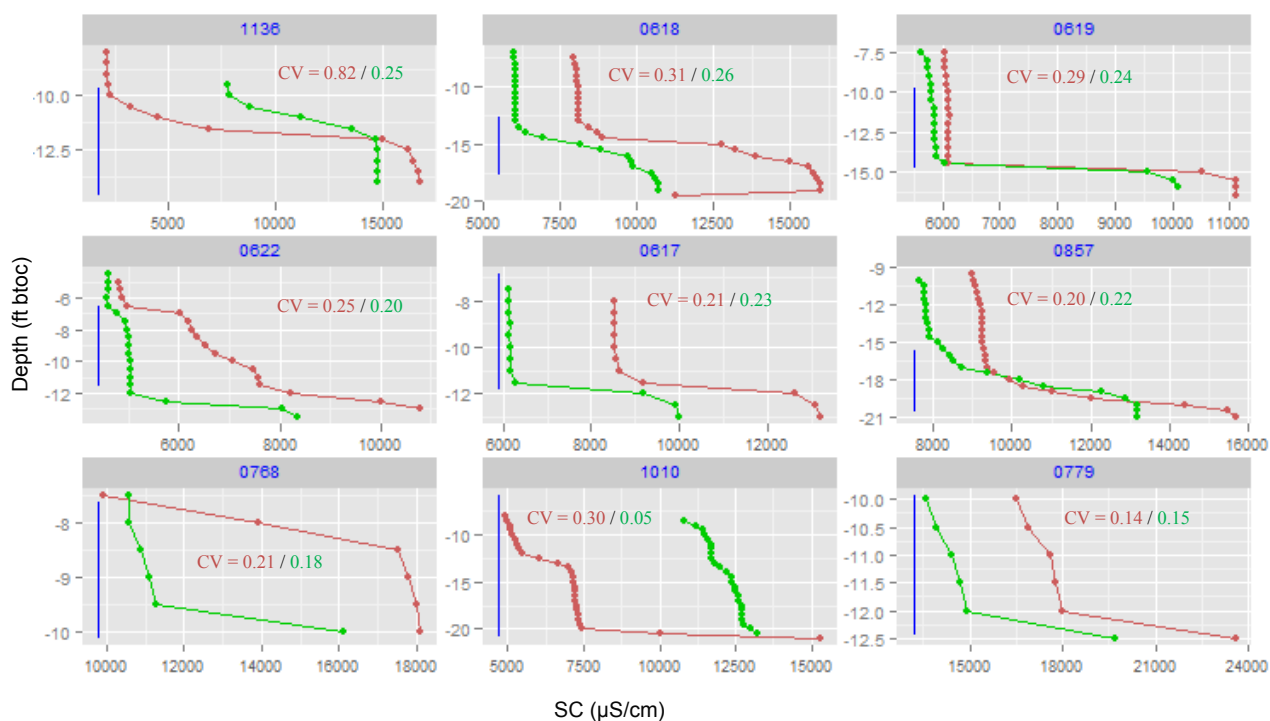 1136
0618
0619
CV = 0.82 / 0.25
CV = 0.31 / 0.26
CV = 0.29 / 0.24
-10.0
-12.5
-10
-15
-20
-7.5
-10.0
-12.5
-15.0
5000 10000 15000
5000 10000 15000
6000 7000 8000 9000 10000 11000
0622
0617
0857
CV = 0.25 / 0.20
CV = 0.21 / 0.23
CV = 0.20 / 0.22
-6
-8
-10
-12
-8
-10
-12
-9
-12
-15
-18
-21
6000 8000 10000
6000 8000 10000 12000
8000 10000 12000 14000 16000
0768
1010
0779
CV = 0.21 / 0.18
CV = 0.30 / 0.05
CV = 0.14 / 0.15
-8
-9
-10
-10
-15
-20
-10.0
-10.5
-11.0
-11.5
-12.0
-12.5
10000 12000 14000 16000 18000
5000 7500 10000 12500 15000
15000 18000 21000 24000
Depth (ft btoc)
SC (µS/cm)